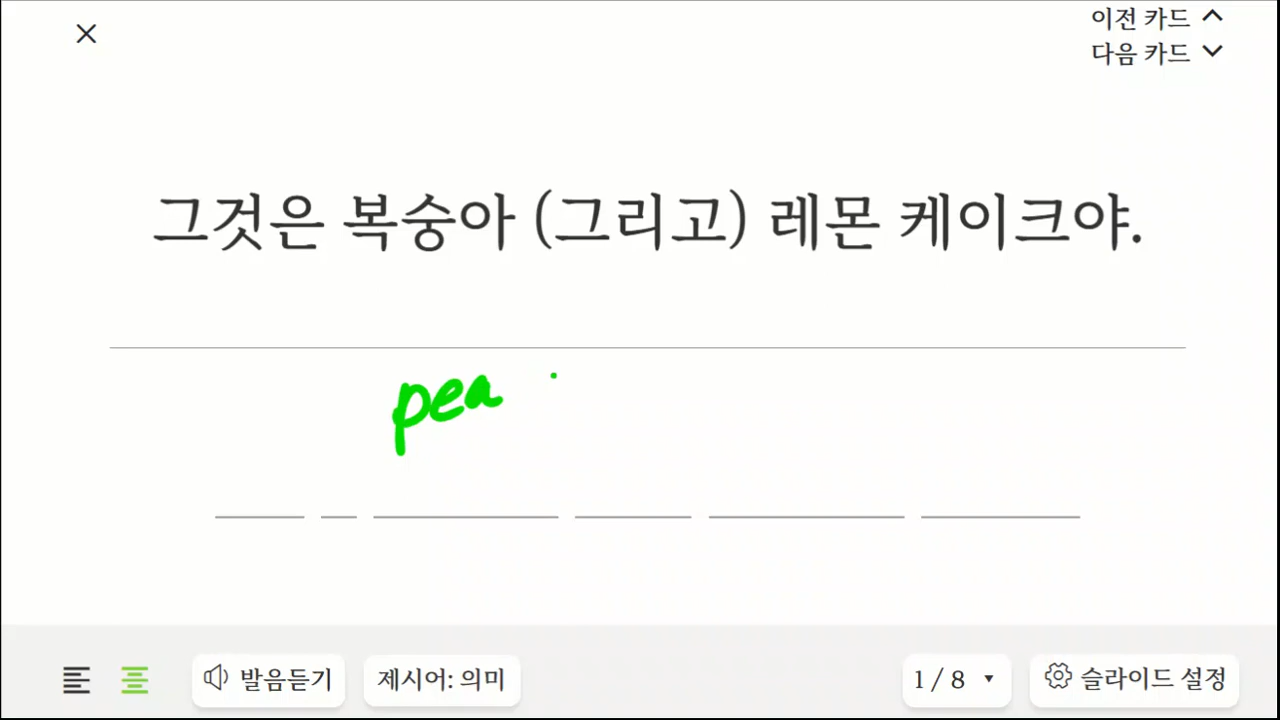 이전 카드
다음 카드
그것은 복숭아 (그리고) 레몬 케이크야.
pea
발음듣기 제시어: 의미 1 / 8 슬라이드 설정